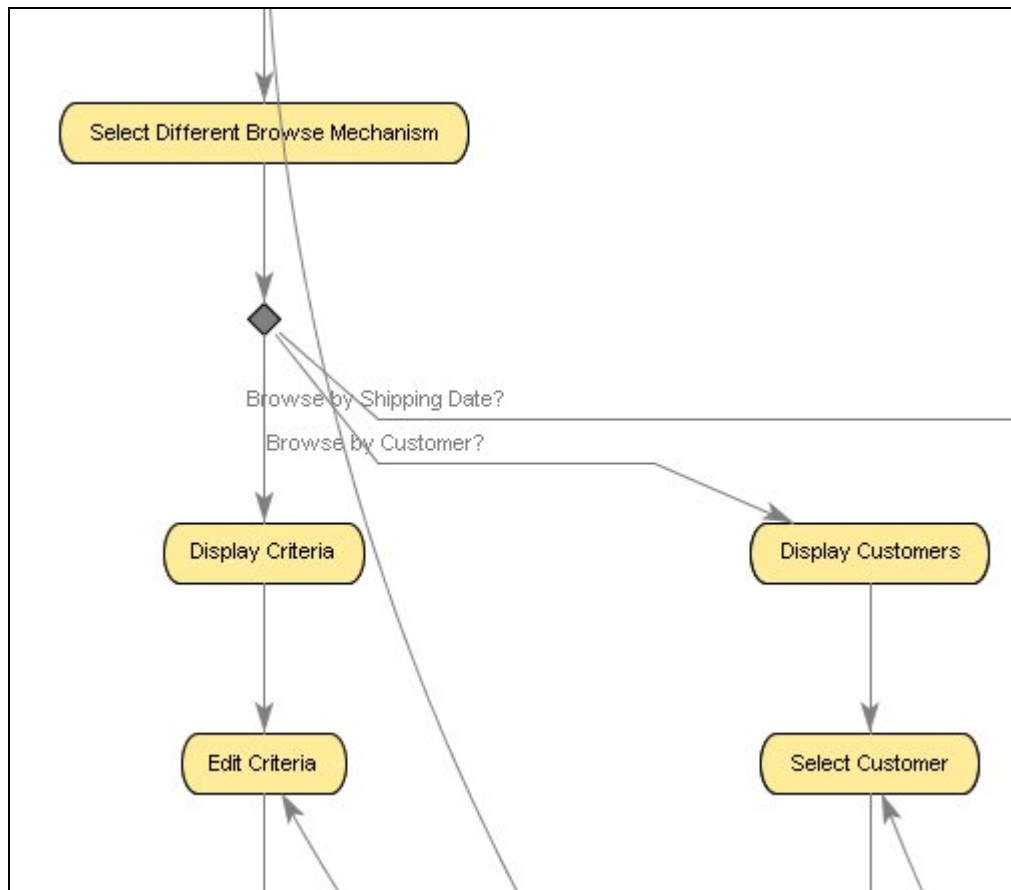 Select Different Browse Mechanism
Browse by Shipping Date?
Browse by Customer?
Display Criteria
Display Customers
Edit Criteria
Select Customer